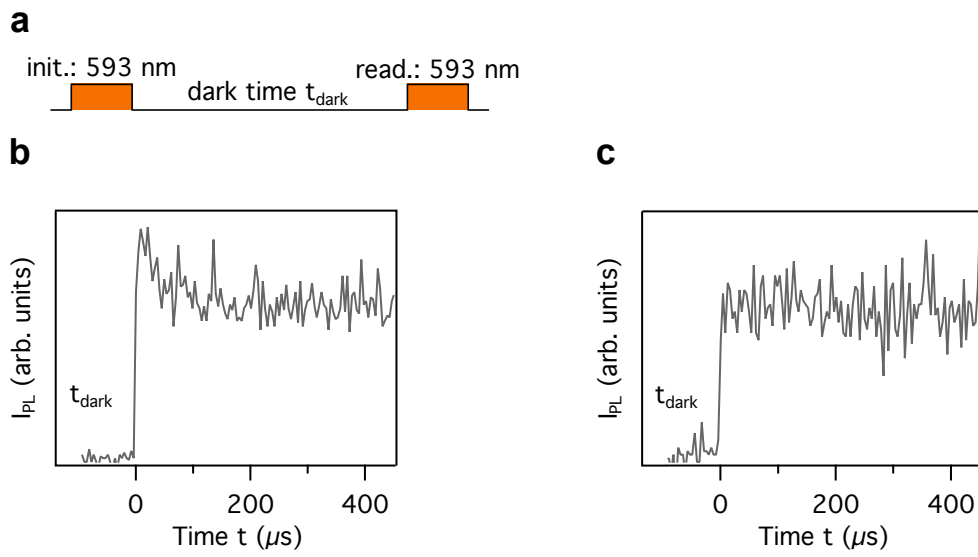 a
init.: 593 nm
read.: 593 nm
dark time t_dark
b
c
I_PL (arb. units)
t_dark
0 200 400
Time t (μs)
I_PL (arb. units)
t_dark
0 200 400
Time t (μs)